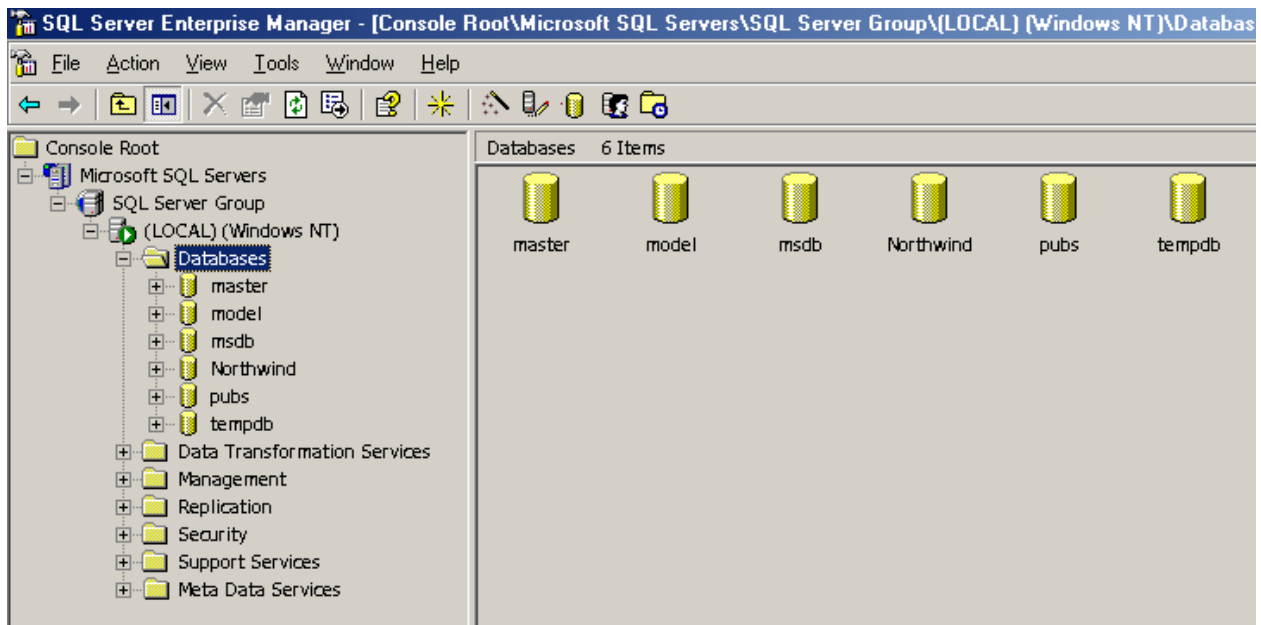 SQL Server Enterprise Manager - [Console Root\Microsoft SQL Servers\SQL Server Group\(LOCAL) (Windows NT)\Databas
File Action View Tools Window Help
Console Root
Microsoft SQL Servers
SQL Server Group
(LOCAL) (Windows NT)
Databases
master
model
msdb
Northwind
pubs
tempdb
Data Transformation Services
Management
Replication
Security
Support Services
Meta Data Services
Databases 6 Items
master model msdb Northwind pubs tempdb